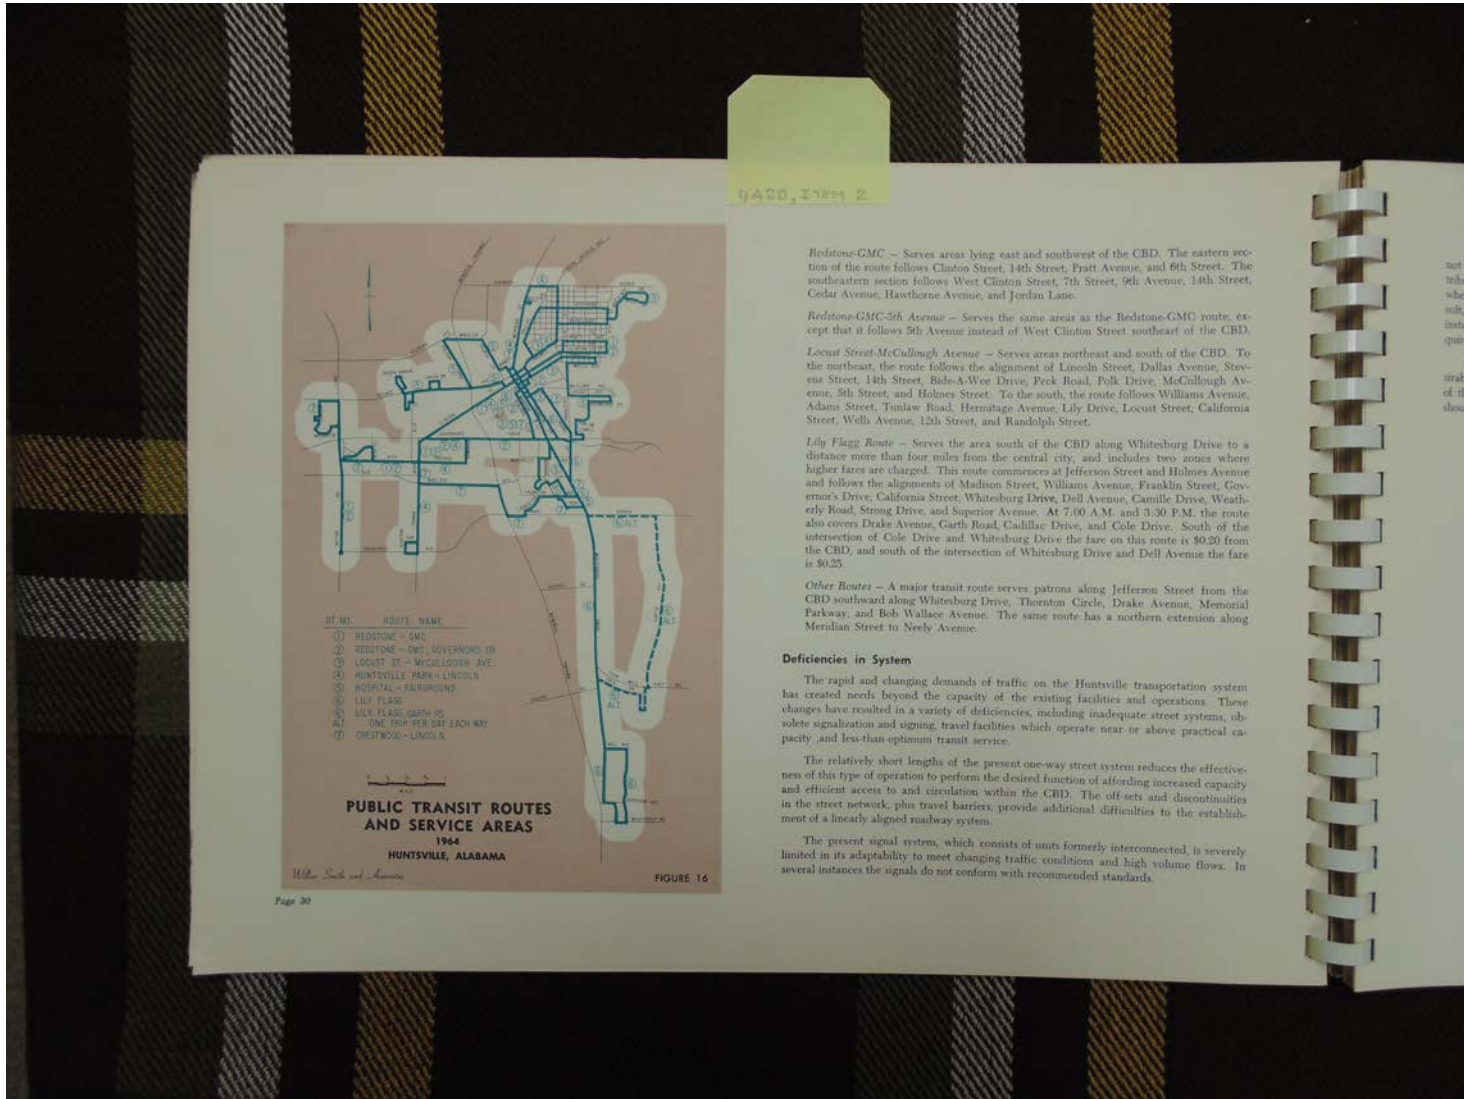 4A2D, ITEM 2
RT. NO. ROUTE NAME
① REDSTONE - GMC
② REDSTONE - GMC, GOVERNORS DR.
③ LOCUST ST. - McCULLOUGH AVE.
④ HUNTSVILLE PARK - LINCOLN
⑤ HOSPITAL - FAIRGROUND
⑥ LILY FLAGG
⑥ LILY FLAGG, GARTH RD.
ALT ONE TRIP PER DAY EACH WAY
⑦ CRESTWOOD - LINCOLN
PUBLIC TRANSIT ROUTES
AND SERVICE AREAS
1964
HUNTSVILLE, ALABAMA
Wilbur Smith and Associates
FIGURE 16
Page 30
Redstone-GMC — Serves areas lying east and southwest of the CBD. The eastern sec-
tion of the route follows Clinton Street, 14th Street, Pratt Avenue, and 6th Street. The
southeastern section follows West Clinton Street, 7th Street, 9th Avenue, 14th Street,
Cedar Avenue, Hawthorne Avenue, and Jordan Lane.
Redstone-GMC-5th Avenue — Serves the same areas as the Redstone-GMC route, ex-
cept that it follows 5th Avenue instead of West Clinton Street southeast of the CBD.
Locust Street-McCullough Avenue — Serves areas northeast and south of the CBD. To
the northeast, the route follows the alignment of Lincoln Street, Dallas Avenue, Stev-
ens Street, 14th Street, Bide-A-Wee Drive, Peck Road, Polk Drive, McCullough Av-
enue, 5th Street, and Holmes Street. To the south, the route follows Williams Avenue,
Adams Street, Tunlaw Road, Hermitage Avenue, Lily Drive, Locust Street, California
Street, Wells Avenue, 12th Street, and Randolph Street.
Lily Flagg Route — Serves the area south of the CBD along Whitesburg Drive to a
distance more than four miles from the central city, and includes two zones where
higher fares are charged. This route commences at Jefferson Street and Holmes Avenue
and follows the alignments of Madison Street, Williams Avenue, Franklin Street, Gov-
ernor's Drive, California Street, Whitesburg Drive, Dell Avenue, Camille Drive, Weath-
erly Road, Strong Drive, and Superior Avenue. At 7:00 A.M. and 3:30 P.M. the route
also covers Drake Avenue, Garth Road, Cadillac Drive, and Cole Drive. South of the
intersection of Cole Drive and Whitesburg Drive the fare on this route is $0.20 from
the CBD, and south of the intersection of Whitesburg Drive and Dell Avenue the fare
is $0.25.
Other Routes — A major transit route serves patrons along Jefferson Street from the
CBD southward along Whitesburg Drive, Thornton Circle, Drake Avenue, Memorial
Parkway, and Bob Wallace Avenue. The same route has a northern extension along
Meridian Street to Neely Avenue.
Deficiencies in System
The rapid and changing demands of traffic on the Huntsville transportation system
has created needs beyond the capacity of the existing facilities and operations. These
changes have resulted in a variety of deficiencies, including inadequate street systems, ob-
solete signalization and signing, travel facilities which operate near or above practical ca-
pacity ,and less-than-optimum transit service.
The relatively short lengths of the present one-way street system reduces the effective-
ness of this type of operation to perform the desired function of affording increased capacity
and efficient access to and circulation within the CBD. The off-sets and discontinuities
in the street network, plus travel barriers, provide additional difficulties to the establish-
ment of a linearly aligned roadway system.
The present signal system, which consists of units formerly interconnected, is severely
limited in its adaptability to meet changing traffic conditions and high volume flows. In
several instances the signals do not conform with recommended standards.